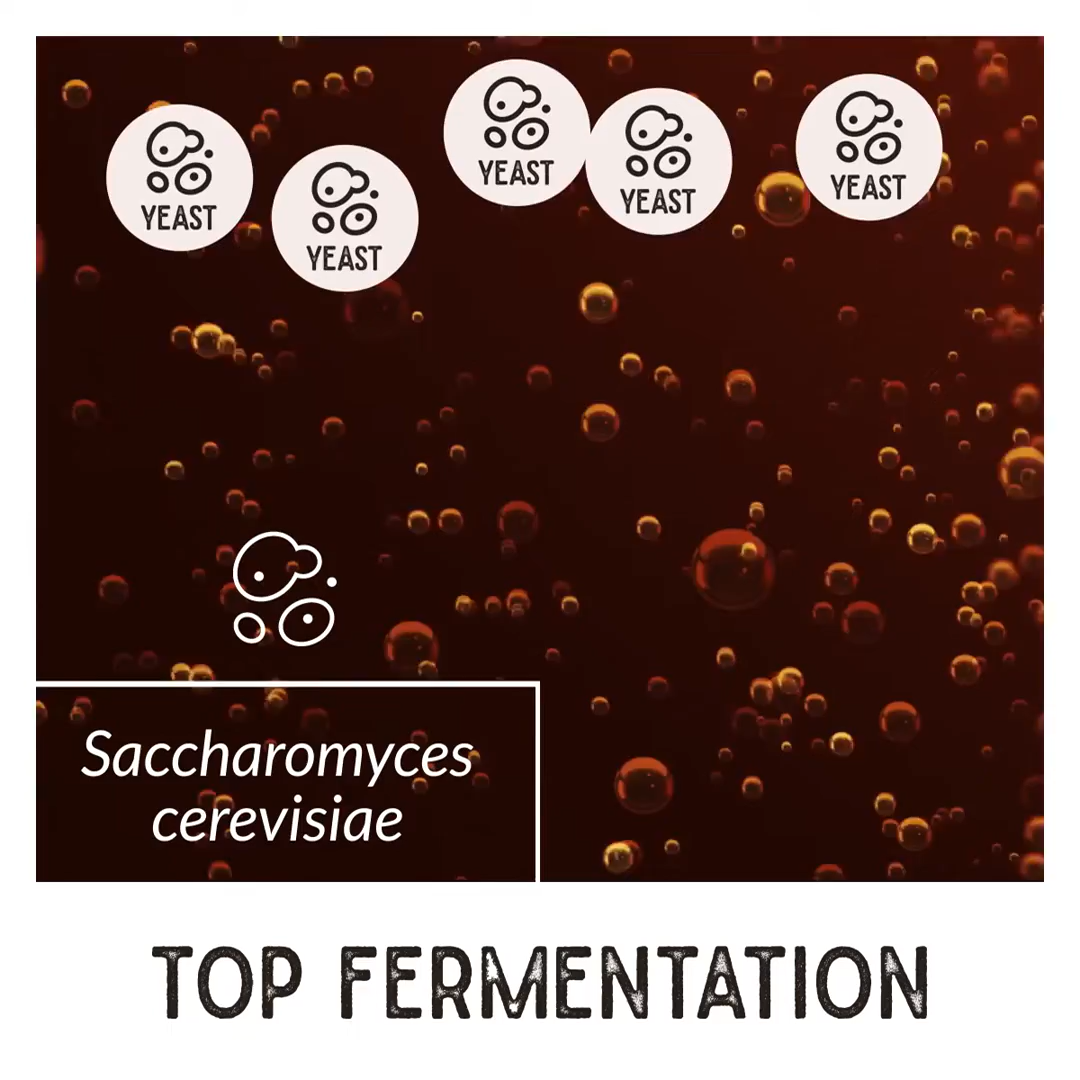 YEAST
YEAST
YEAST
YEAST
YEAST
Saccharomyces
cerevisiae
TOP FERMENTATION